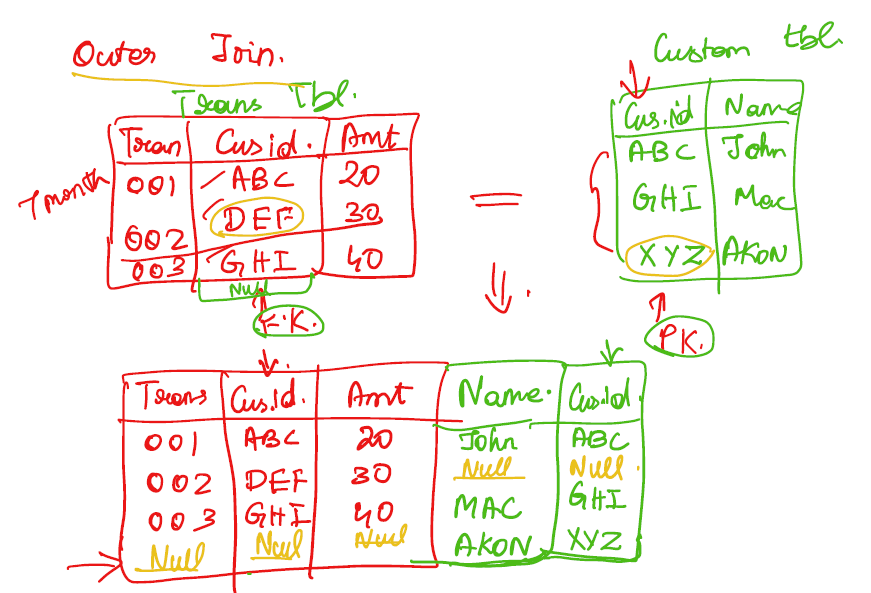 Outer Join.
Trans Tbl.
Custom tbl.
Tran Cusid. Amt
001 ABC 20
DEF 30
002
003 GHI 40
Null
F.K.
month
Cus.id Name
ABC John
GHI Mac
XYZ AKON
PK.
=
Trans Cus.Id. Amt Name. Cus.Id
001 ABC 20 John ABC
002 DEF 30 Null Null.
003 GHI 40 MAC GHI
Null Null Null AKON XYZ